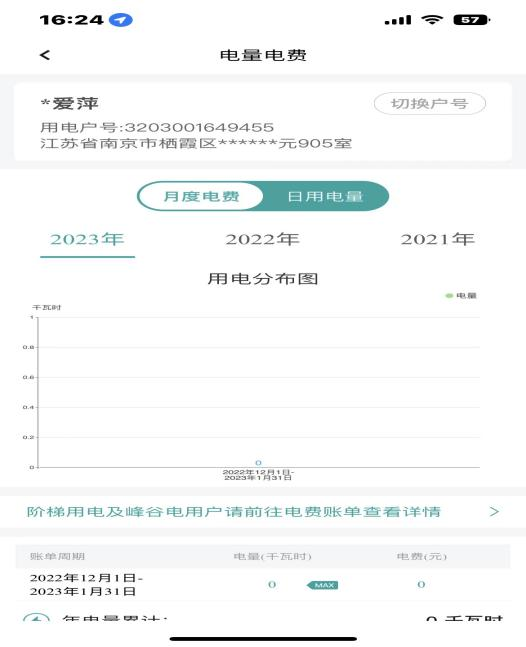 16:24
57
电量电费
*爱萍
切换户号
用电户号:3203001649455
江苏省南京市栖霞区******元905室
月度电费 日用电量
2023年 2022年 2021年
用电分布图
电量
千瓦时
1
0.8
0.6
0.4
0.2
0
0
2022年12月1日-
2023年1月31日
阶梯用电及峰谷电用户请前往电费账单查看详情 >
账单周期 电量(千瓦时) 电费(元)
2022年12月1日-
2023年1月31日
0 MAX 0
年电量累计: 0 千瓦时